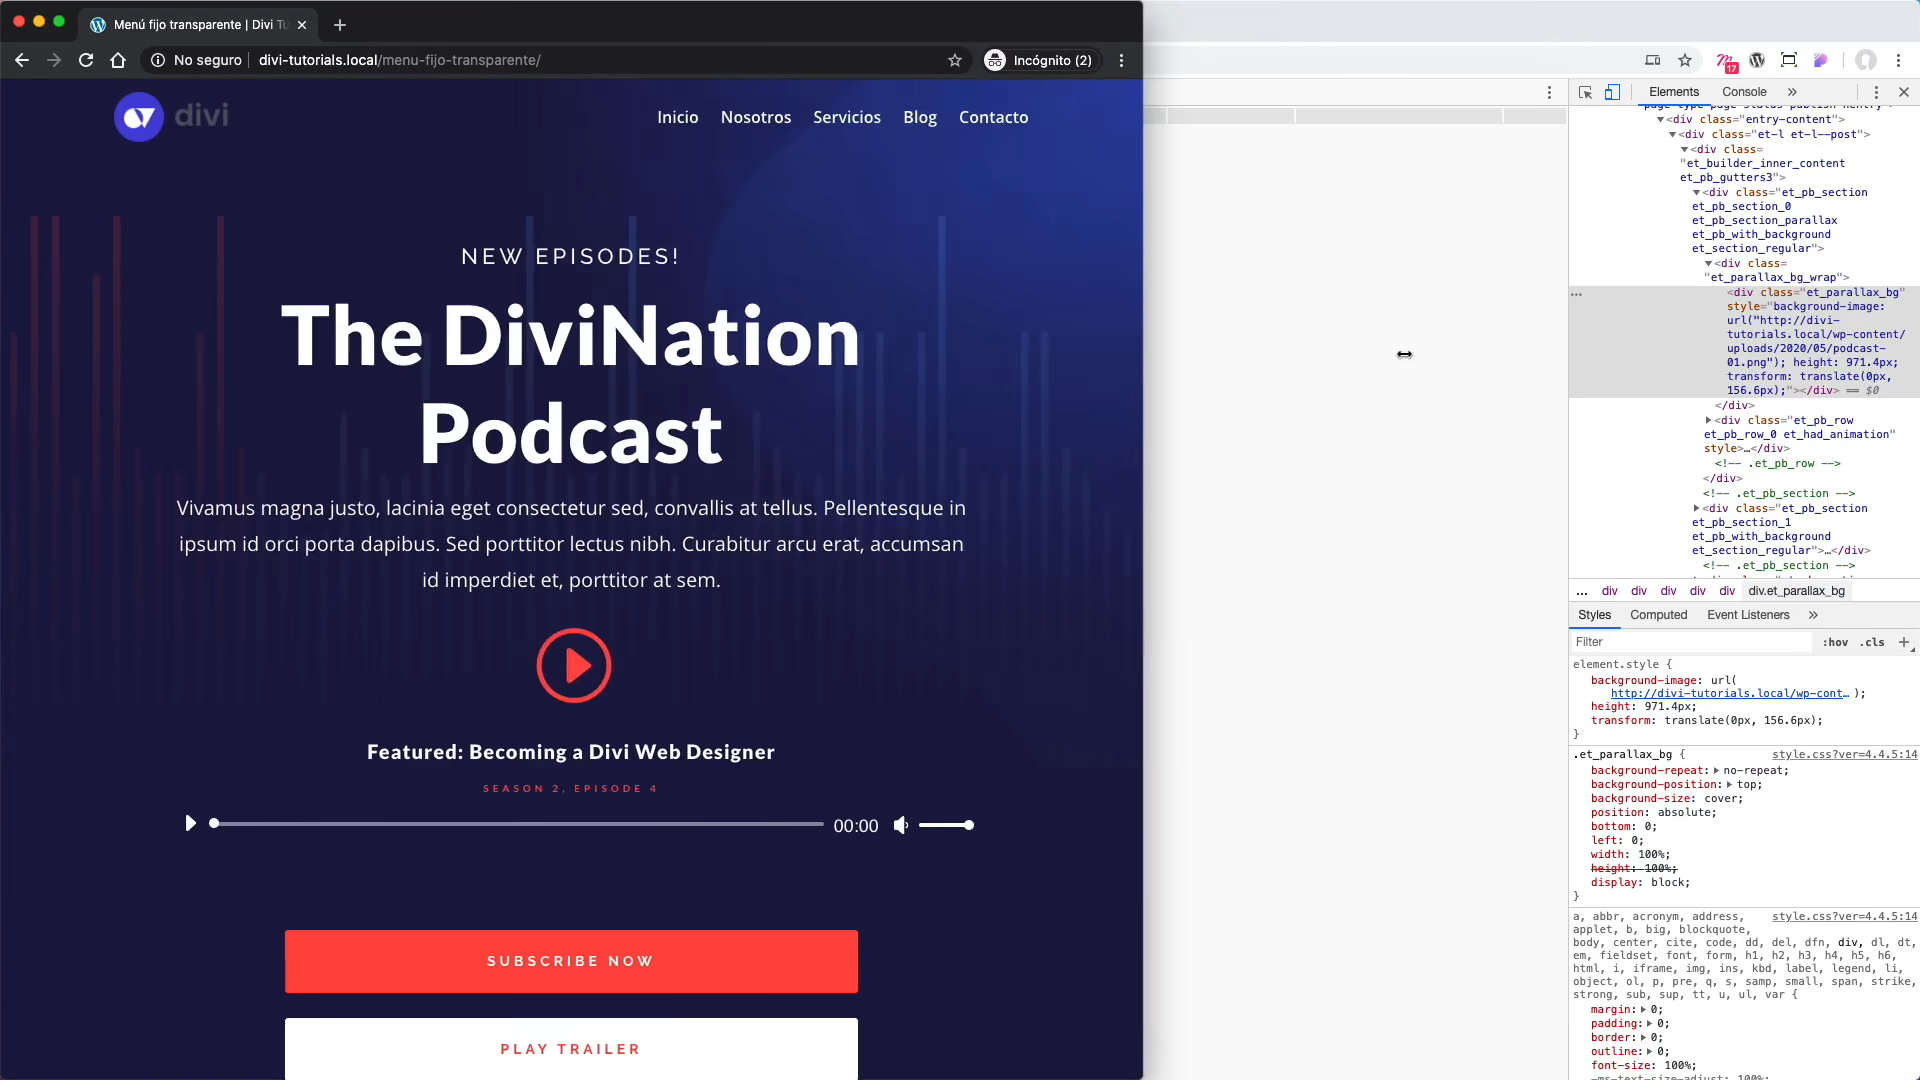 Menú fijo transparente | Divi Tu
No seguro
divi-tutorials.local/menu-fijo-transparente/
Incógnito (2)
17
divi
Inicio
Nosotros
Servicios
Blog
Contacto
NEW EPISODES!
The DiviNation
Podcast
Vivamus magna justo, lacinia eget consectetur sed, convallis at tellus. Pellentesque in
ipsum id orci porta dapibus. Sed porttitor lectus nibh. Curabitur arcu erat, accumsan
id imperdiet et, porttitor at sem.
Featured: Becoming a Divi Web Designer
SEASON 2, EPISODE 4
00:00
SUBSCRIBE NOW
PLAY TRAILER
Elements
Console
»
<div class="entry-content">
<div class="et-l et-l--post">
<div class=
"et_builder_inner_content
et_pb_gutters3">
<div class="et_pb_section
et_pb_section_0
et_pb_section_parallax
et_pb_with_background
et_section_regular">
<div class=
"et_parallax_bg_wrap">
<div class="et_parallax_bg"
style="background-image:
url("http://divi-
tutorials.local/wp-content/
uploads/2020/05/podcast-
01.png"); height: 971.4px;
transform: translate(0px,
156.6px);"></div> == $0
</div>
<div class="et_pb_row
et_pb_row_0 et_had_animation"
style>…</div>
<!-- .et_pb_row -->
</div>
<!-- .et_pb_section -->
<div class="et_pb_section
et_pb_section_1
et_pb_with_background
et_section_regular">…</div>
<!-- .et_pb_section -->
... div div div div div div.et_parallax_bg
Styles
Computed
Event Listeners
»
Filter
:hov .cls +
element.style {
background-image: url(
http://divi-tutorials.local/wp-cont… );
height: 971.4px;
transform: translate(0px, 156.6px);
}
.et_parallax_bg {
style.css?ver=4.4.5:14
background-repeat: no-repeat;
background-position: top;
background-size: cover;
position: absolute;
bottom: 0;
left: 0;
width: 100%;
height: 100%;
display: block;
}
a, abbr, acronym, address,
style.css?ver=4.4.5:14
applet, b, big, blockquote,
body, center, cite, code, dd, del, dfn, div, dl, dt,
em, fieldset, font, form, h1, h2, h3, h4, h5, h6,
html, i, iframe, img, ins, kbd, label, legend, li,
object, ol, p, pre, q, s, samp, small, span, strike,
strong, sub, sup, tt, u, ul, var {
margin: 0;
padding: 0;
border: 0;
outline: 0;
font-size: 100%;
-ms-text-size-adjust: 100%;